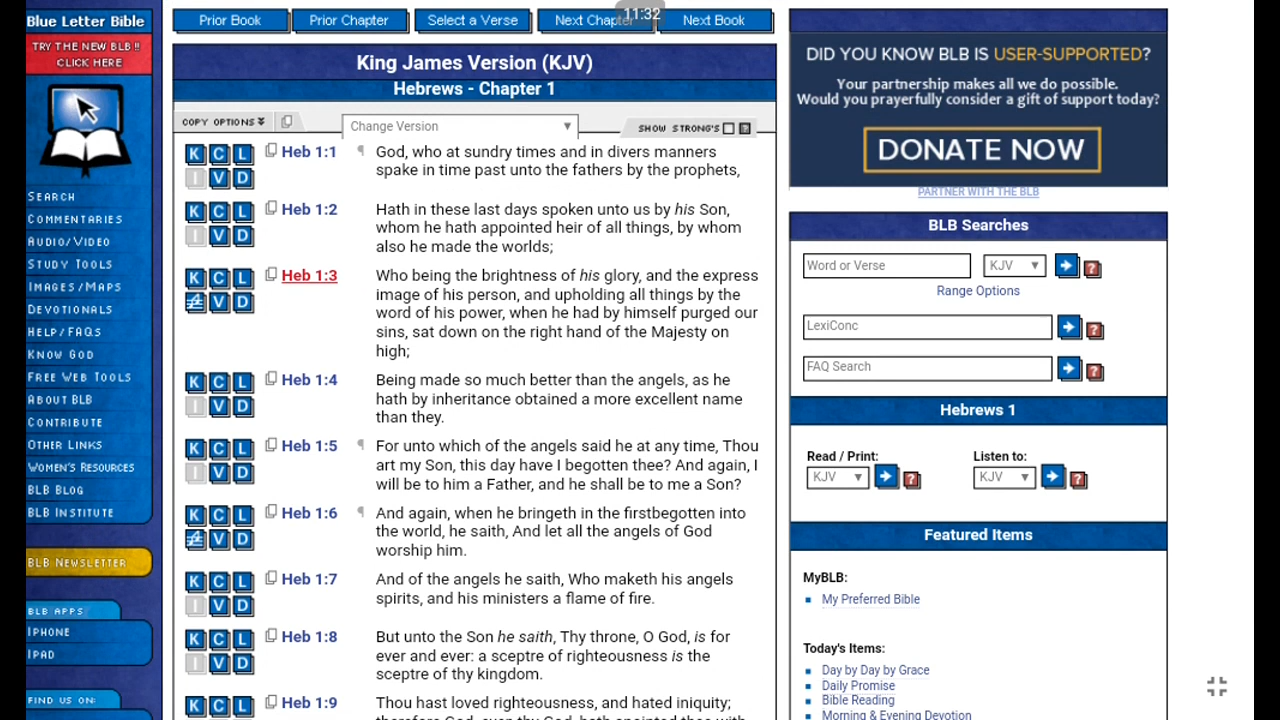 Blue Letter Bible
TRY THE NEW BLB !!
CLICK HERE
SEARCH
COMMENTARIES
AUDIO/VIDEO
STUDY TOOLS
IMAGES/MAPS
DEVOTIONALS
HELP/FAQS
KNOW GOD
FREE WEB TOOLS
ABOUT BLB
CONTRIBUTE
OTHER LINKS
WOMEN'S RESOURCES
BLB BLOG
BLB INSTITUTE
BLB NEWSLETTER
BLB APPS
IPHONE
IPAD
FIND US ON:
Prior Book
Prior Chapter
Select a Verse
Next Chapter
11:32
Next Book
King James Version (KJV)
Hebrews - Chapter 1
COPY OPTIONS
Change Version ▼
SHOW STRONG'S
K C L Heb 1:1 ¶ God, who at sundry times and in divers manners
I V D spake in time past unto the fathers by the prophets,
K C L Heb 1:2 Hath in these last days spoken unto us by his Son,
I V D whom he hath appointed heir of all things, by whom
also he made the worlds;
K C L Heb 1:3 Who being the brightness of his glory, and the express
V D image of his person, and upholding all things by the
word of his power, when he had by himself purged our
sins, sat down on the right hand of the Majesty on
high;
K C L Heb 1:4 Being made so much better than the angels, as he
I V D hath by inheritance obtained a more excellent name
than they.
K C L Heb 1:5 ¶ For unto which of the angels said he at any time, Thou
I V D art my Son, this day have I begotten thee? And again, I
will be to him a Father, and he shall be to me a Son?
K C L Heb 1:6 ¶ And again, when he bringeth in the firstbegotten into
V D the world, he saith, And let all the angels of God
worship him.
K C L Heb 1:7 And of the angels he saith, Who maketh his angels
I V D spirits, and his ministers a flame of fire.
K C L Heb 1:8 But unto the Son he saith, Thy throne, O God, is for
I V D ever and ever: a sceptre of righteousness is the
sceptre of thy kingdom.
K C L Heb 1:9 Thou hast loved righteousness, and hated iniquity;
therefore God, even thy God, hath anointed thee with
DID YOU KNOW BLB IS USER-SUPPORTED?
Your partnership makes all we do possible.
Would you prayerfully consider a gift of support today?
DONATE NOW
PARTNER WITH THE BLB
BLB Searches
Word or Verse
KJV ▼
?
Range Options
LexiConc
?
FAQ Search
?
Hebrews 1
Read / Print:
KJV ▼
?
Listen to:
KJV ▼
?
Featured Items
MyBLB:
My Preferred Bible
Today's Items:
Day by Day by Grace
Daily Promise
Bible Reading
Morning & Evening Devotion